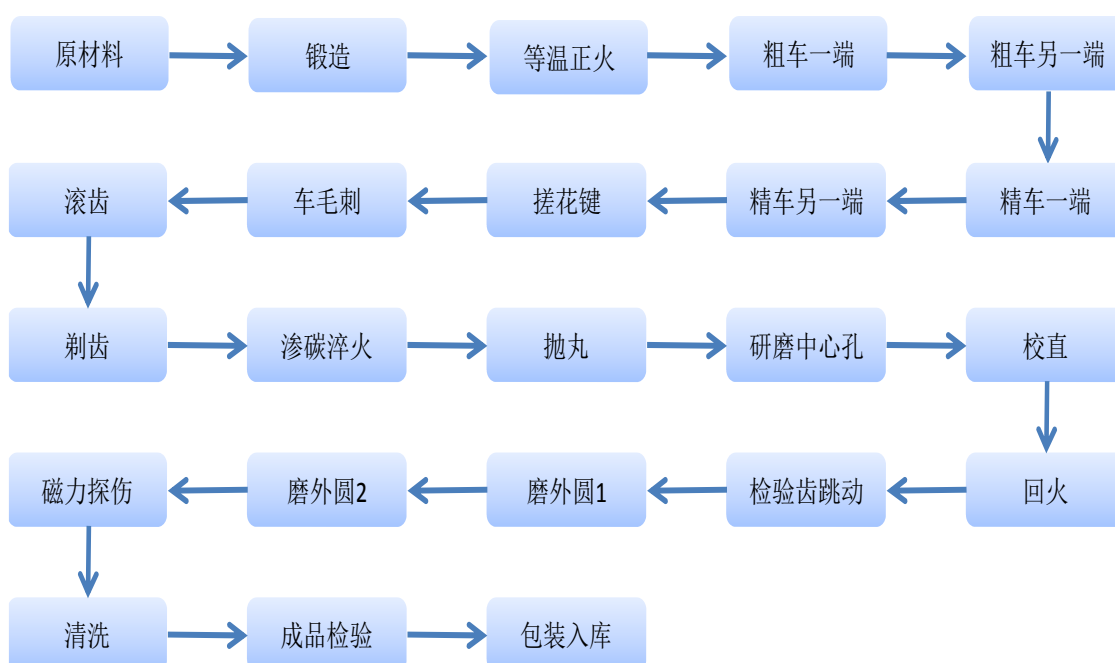 原材料
锻造
等温正火
粗车一端
粗车另一端
精车一端
精车另一端
搓花键
车毛刺
滚齿
剃齿
渗碳淬火
抛丸
研磨中心孔
校直
回火
检验齿跳动
磨外圆1
磨外圆2
磁力探伤
清洗
成品检验
包装入库